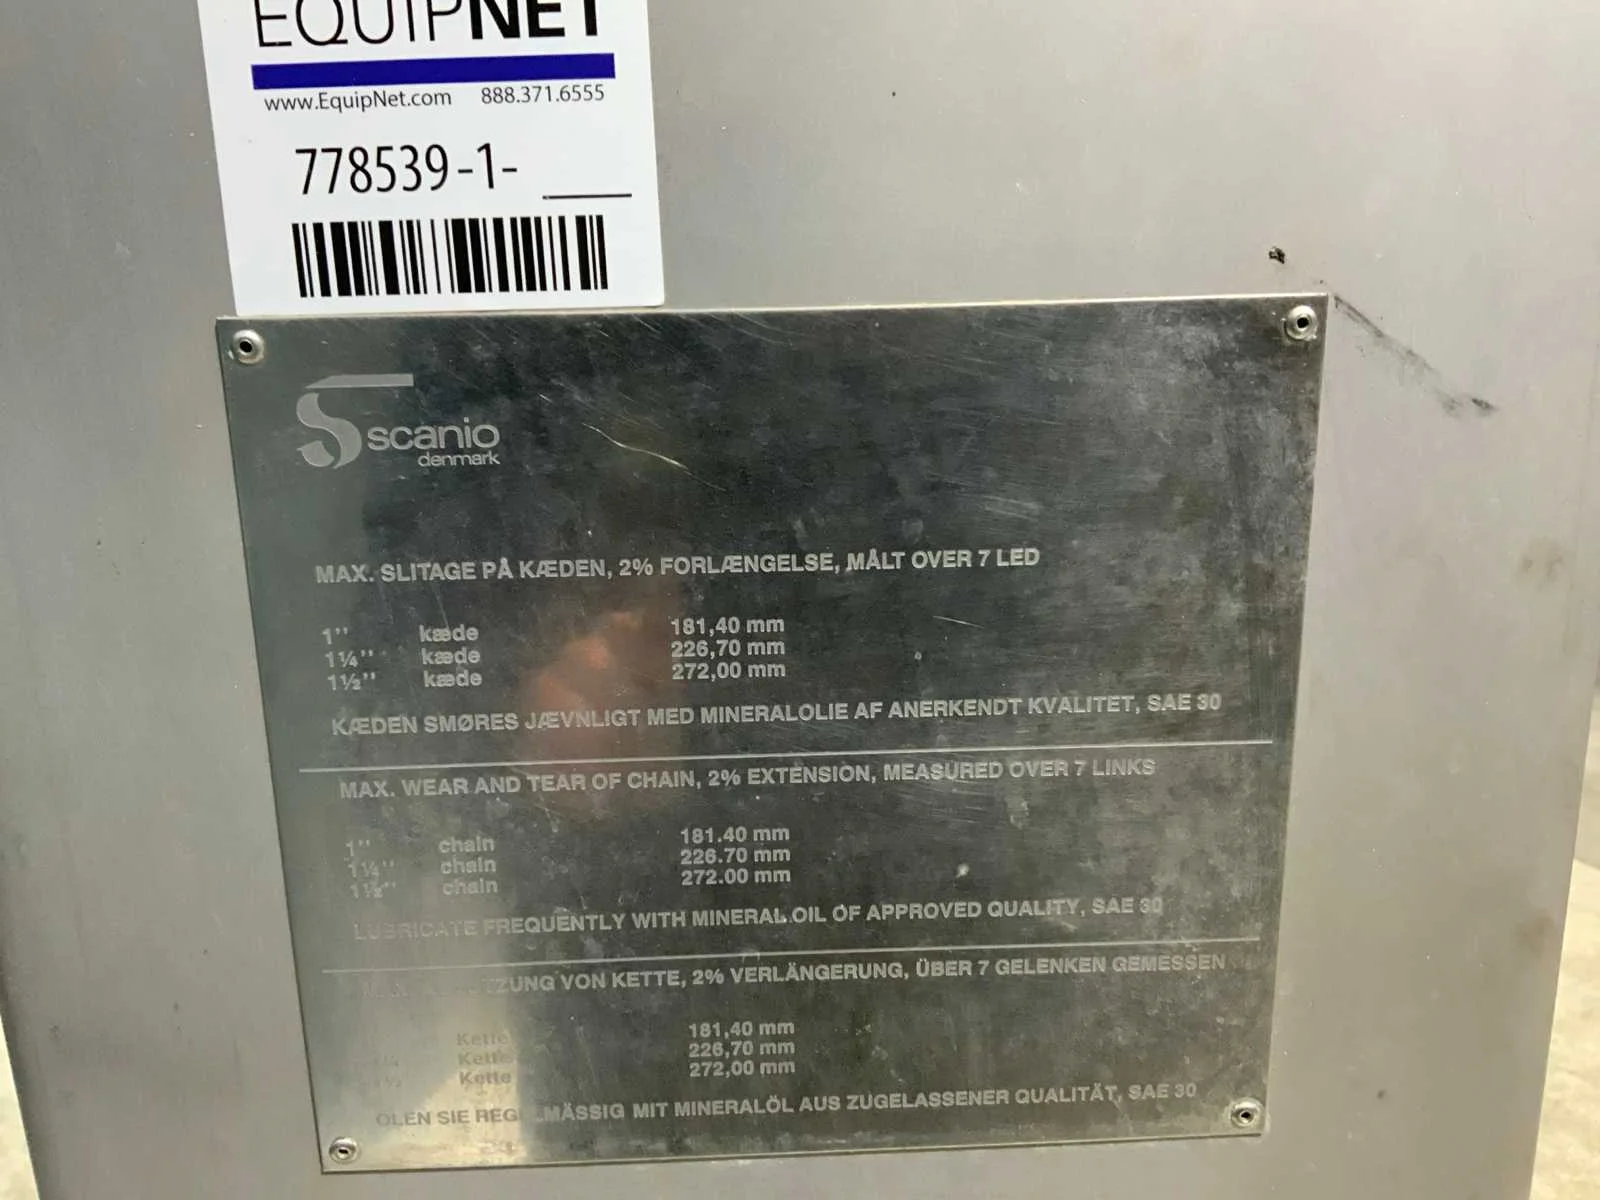 EQUIPNET
www.EquipNet.com 888.371.6555
778539-1-
scanio
denmark
MAX. SLITAGE PÅ KÆDEN, 2% FORLÆNGELSE, MÅLT OVER 7 LED
1'' kæde 181,40 mm
1¼'' kæde 226,70 mm
1½'' kæde 272,00 mm
KÆDEN SMØRES JÆVNLIGT MED MINERALOLIE AF ANERKENDT KVALITET, SAE 30
MAX. WEAR AND TEAR OF CHAIN, 2% EXTENSION, MEASURED OVER 7 LINKS
1'' chain 181.40 mm
1¼'' chain 226.70 mm
1½'' chain 272.00 mm
LUBRICATE FREQUENTLY WITH MINERAL OIL OF APPROVED QUALITY, SAE 30
VON KETTE, 2% VERLÄNGERUNG, ÜBER 7 GELENKEN GEMESSEN
Kette 181,40 mm
Kette 226,70 mm
Kette 272,00 mm
OLEN SIE REGELMÄSSIG MIT MINERALÖL AUS ZUGELASSENER QUALITÄT, SAE 30